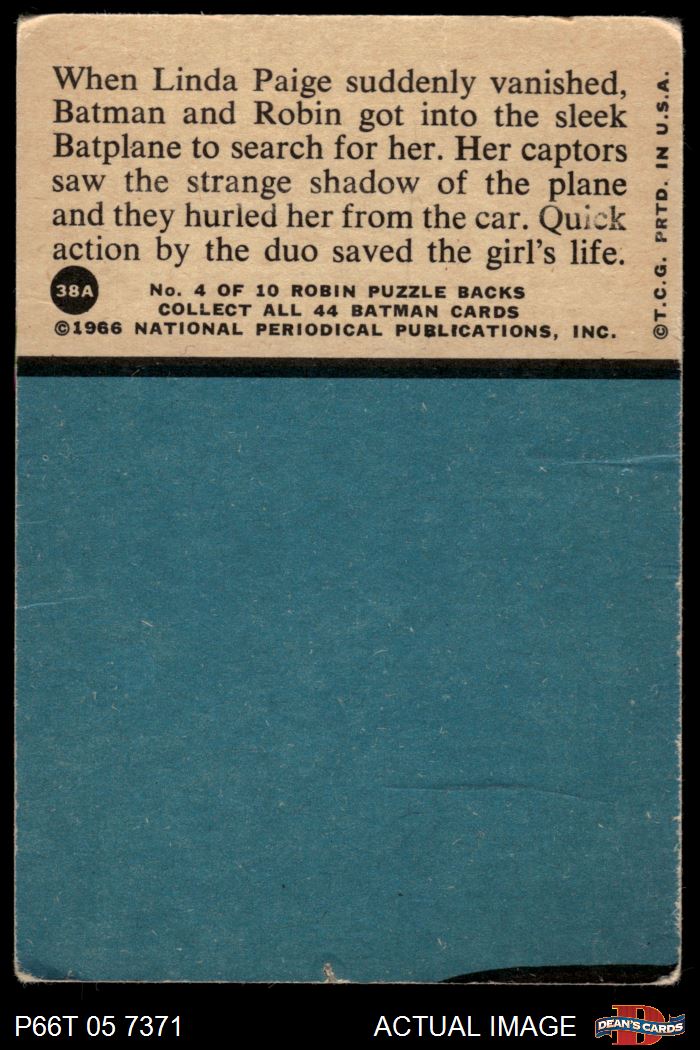 When Linda Paige suddenly vanished,
Batman and Robin got into the sleek
Batplane to search for her. Her captors
saw the strange shadow of the plane
and they hurled her from the car. Quick
action by the duo saved the girl's life.
38A
No. 4 OF 10 ROBIN PUZZLE BACKS
COLLECT ALL 44 BATMAN CARDS
©1966 NATIONAL PERIODICAL PUBLICATIONS, INC.
©T.C.G. PRTD. IN U.S.A.
P66T 05 7371
ACTUAL IMAGE
D
DEAN'S CARDS